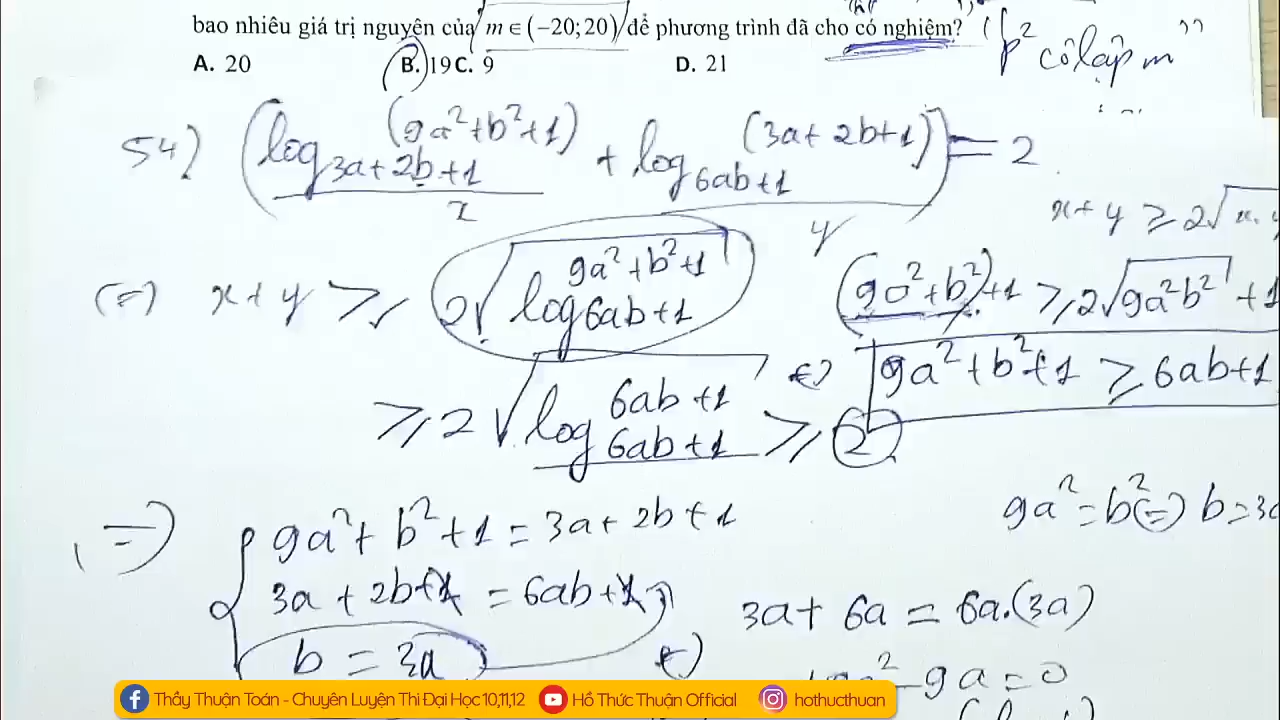 bao nhiêu giá trị nguyên của m ∈ (−20; 20) để phương trình đã cho có nghiệm?
A. 20 B. 19 C. 9 D. 21
"p² cô lập m"
54) (log_{3a+2b+1}(9a²+b²+1) + log_{6ab+1}(3a+2b+1)) = 2
x y
x+y ≥ 2√x.y
(=) x+y ≥ 2√log_{6ab+1} 9a²+b²+1
(9a²+b²)+1 ≥ 2√9a²b² + 1
≥ 2√log_{6ab+1} 6ab+1 ≥ 2
(=) 9a²+b²+1 ≥ 6ab+1
9a² = b² (=) b = 3a
(=) 9a²+b²+1 = 3a+2b+1
3a+2b+1 = 6ab+1
b = 3a
(=) 3a+6a = 6a.(3a)
² − 9a = 0
Thầy Thuận Toán - Chuyên Luyện Thi Đại Học 10,11,12 Hồ Thức Thuận Official hothucthuan